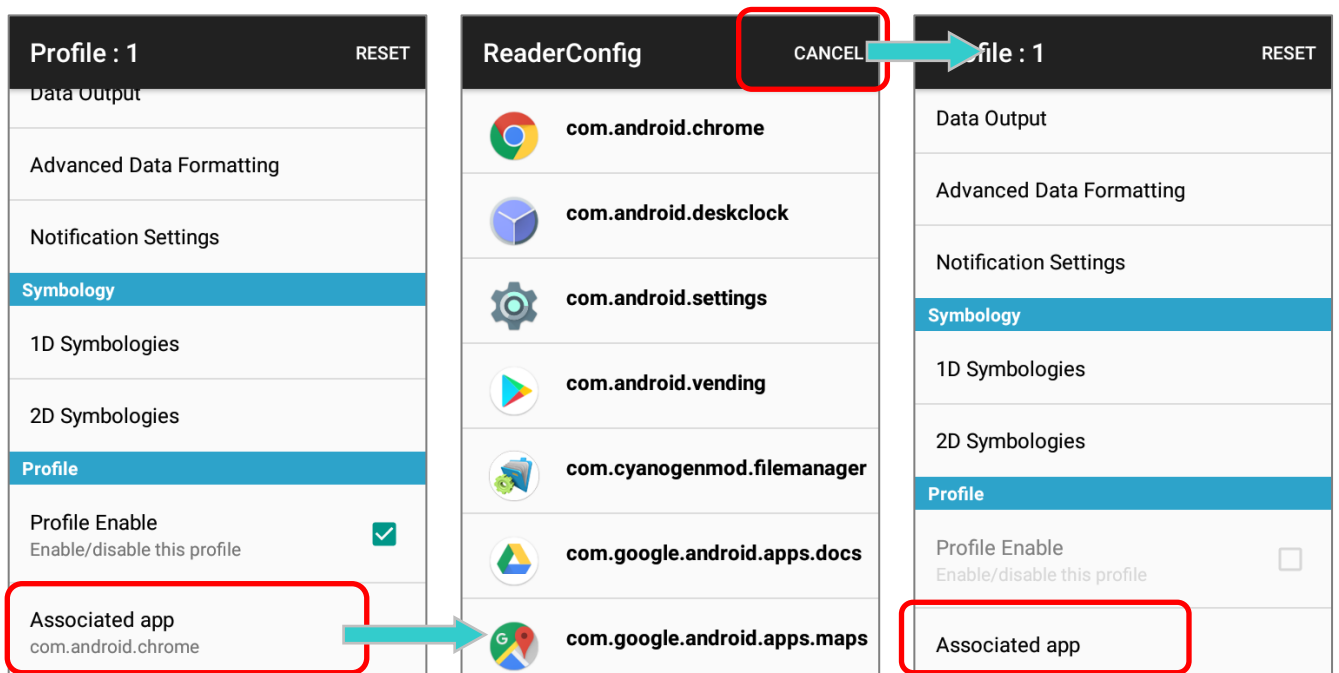 Profile : 1
RESET
Data Output
Advanced Data Formatting
Notification Settings
Symbology
1D Symbologies
2D Symbologies
Profile
Profile Enable
Enable/disable this profile
Associated app
com.android.chrome
ReaderConfig
CANCEL
com.android.chrome
com.android.deskclock
com.android.settings
com.android.vending
com.cyanogenmod.filemanager
com.google.android.apps.docs
com.google.android.apps.maps
ofile : 1
RESET
Data Output
Advanced Data Formatting
Notification Settings
Symbology
1D Symbologies
2D Symbologies
Profile
Profile Enable
Enable/disable this profile
Associated app